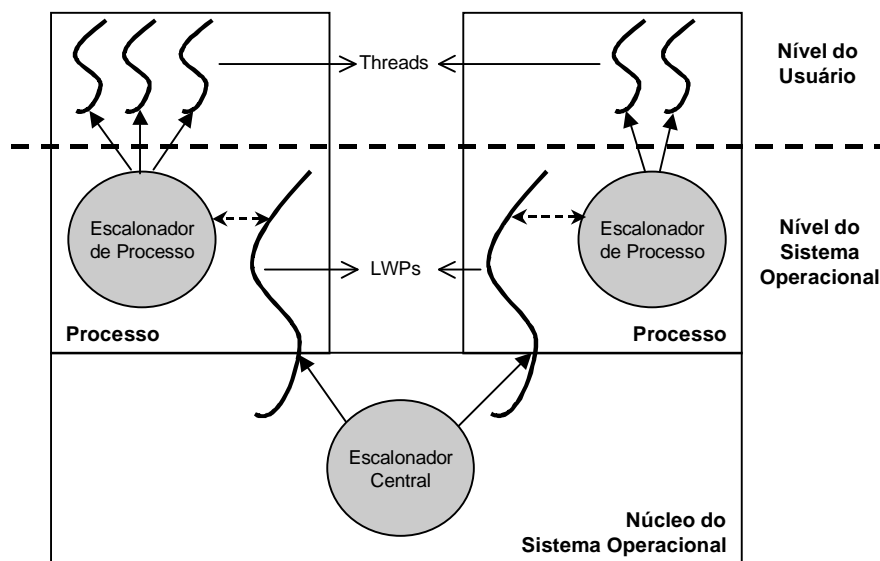 Threads
Nível do
Usuário
Escalonador
de Processo
LWPs
Escalonador
de Processo
Nível do
Sistema
Operacional
Processo
Processo
Escalonador
Central
Núcleo do
Sistema Operacional